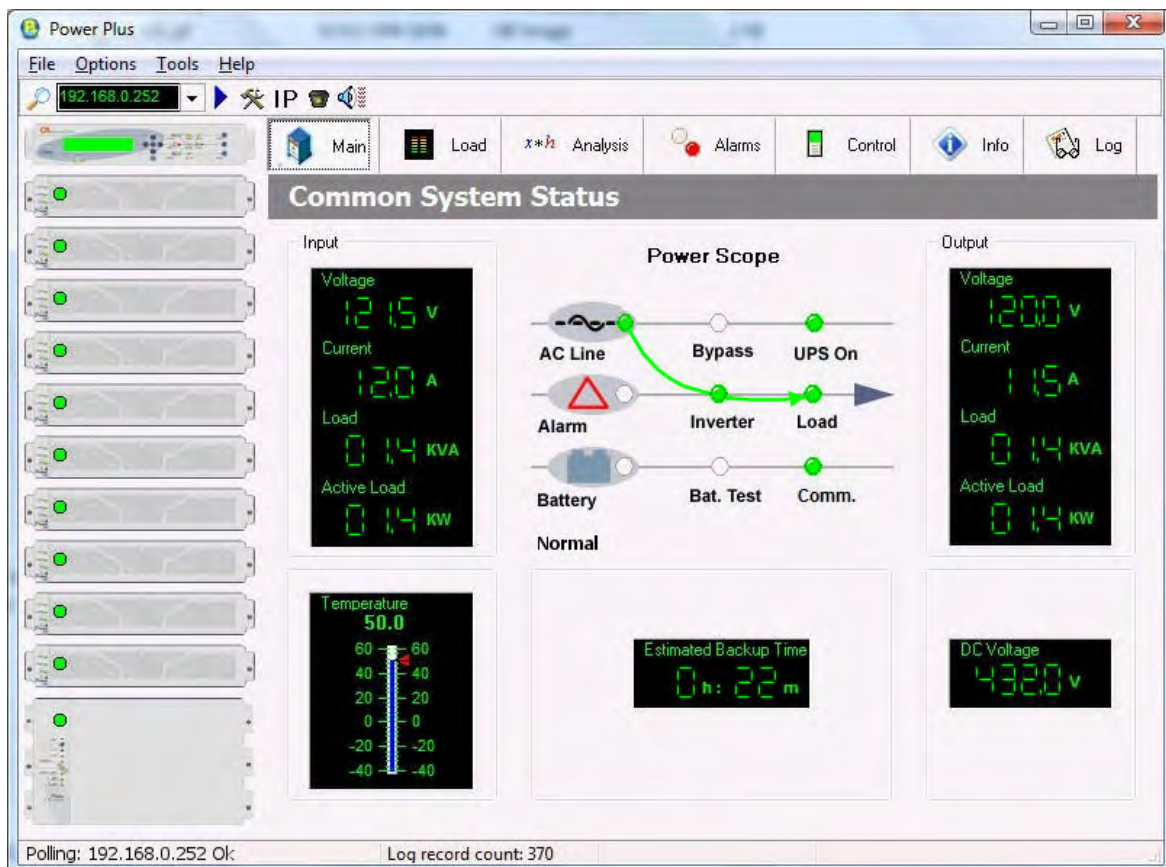 Power Plus
File Options Tools Help
192.168.0.252 IP
Main Load x*h Analysis Alarms Control Info Log
Common System Status
Input
Voltage
121.5 V
Current
12.0 A
Load
01.4 KVA
Active Load
01.4 KW
Power Scope
AC Line Bypass UPS On
Alarm Inverter Load
Battery Bat. Test Comm.
Normal
Output
Voltage
120.0 V
Current
11.5 A
Load
01.4 KVA
Active Load
01.4 KW
Temperature
50.0
60 60
40 40
20 20
0 0
-20 -20
-40 -40
Estimated Backup Time
0 h: 22 m
DC Voltage
432.0 V
Polling: 192.168.0.252 Ok Log record count: 370